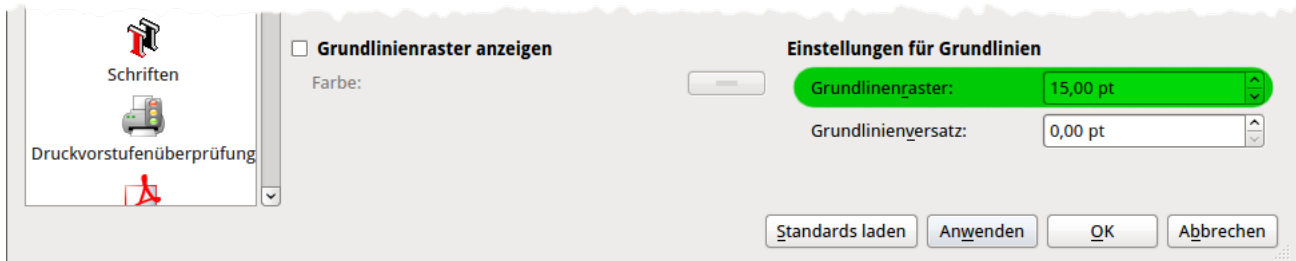 Schriften
Druckvorstufenüberprüfung
Grundlinienraster anzeigen
Farbe:
Einstellungen für Grundlinien
Grundlinenraster: 15,00 pt
Grundlinienversatz: 0,00 pt
Standards laden Anwenden OK Abbrechen